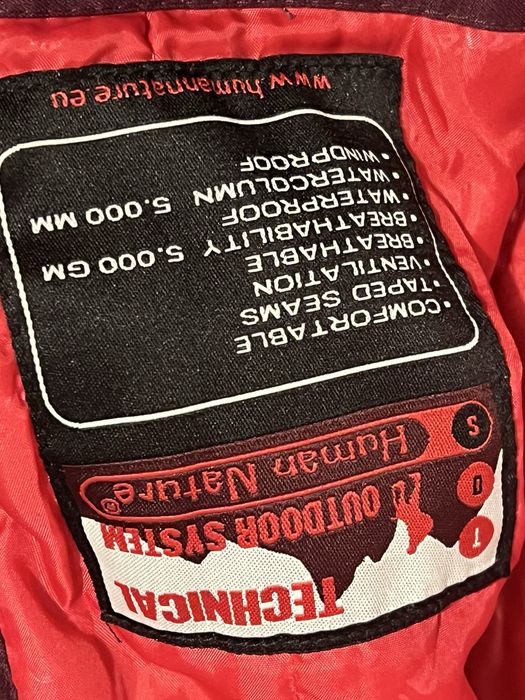 TECHNICAL
T OUTDOOR SYSTEM
O
Human Nature®
S
• COMFORTABLE
• TAPED SEAMS
• VENTILATION
• BREATHABLE
• BREATHABILITY 5.000 GM
• WATERPROOF
• WATERCOLUMN 5.000 MM
• WINDPROOF
www.humannature.eu